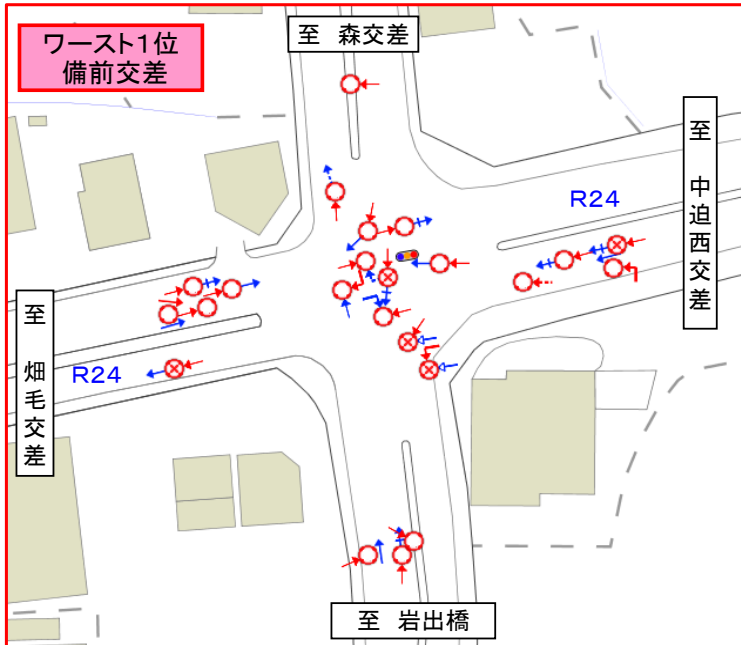 ワースト1位
備前交差
至 森交差
至 中迫西交差
R24
至 畑毛交差
R24
至 岩出橋